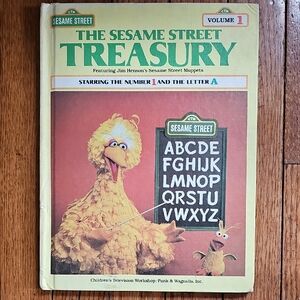 SESAME STREET
VOLUME 1
THE SESAME STREET
TREASURY
Featuring Jim Henson's Sesame Street Muppets
STARRING THE NUMBER 1 AND THE LETTER A
SESAME STREET
ABCDE
FGHIJK
LMNOP
QRSTU
VWXYZ
Children's Television Workshop/Funk & Wagnalls, Inc.